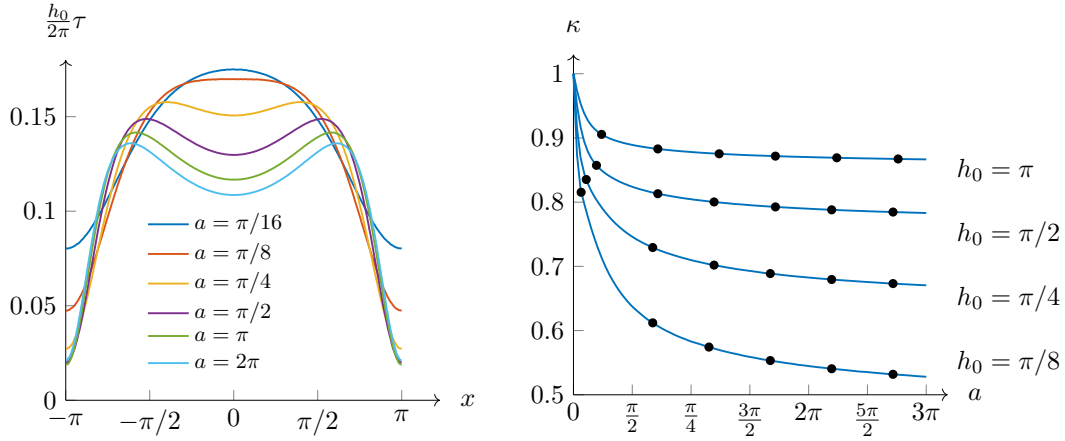 h₀/2π τ
0.15
0.1
0.05
0
a = π/16
a = π/8
a = π/4
a = π/2
a = π
a = 2π
−π −π/2 0 π/2 π x
κ
1
0.9
0.8
0.7
0.6
0.5
h₀ = π
h₀ = π/2
h₀ = π/4
h₀ = π/8
0 π/2 π/4 3π/2 2π 5π/2 3π a